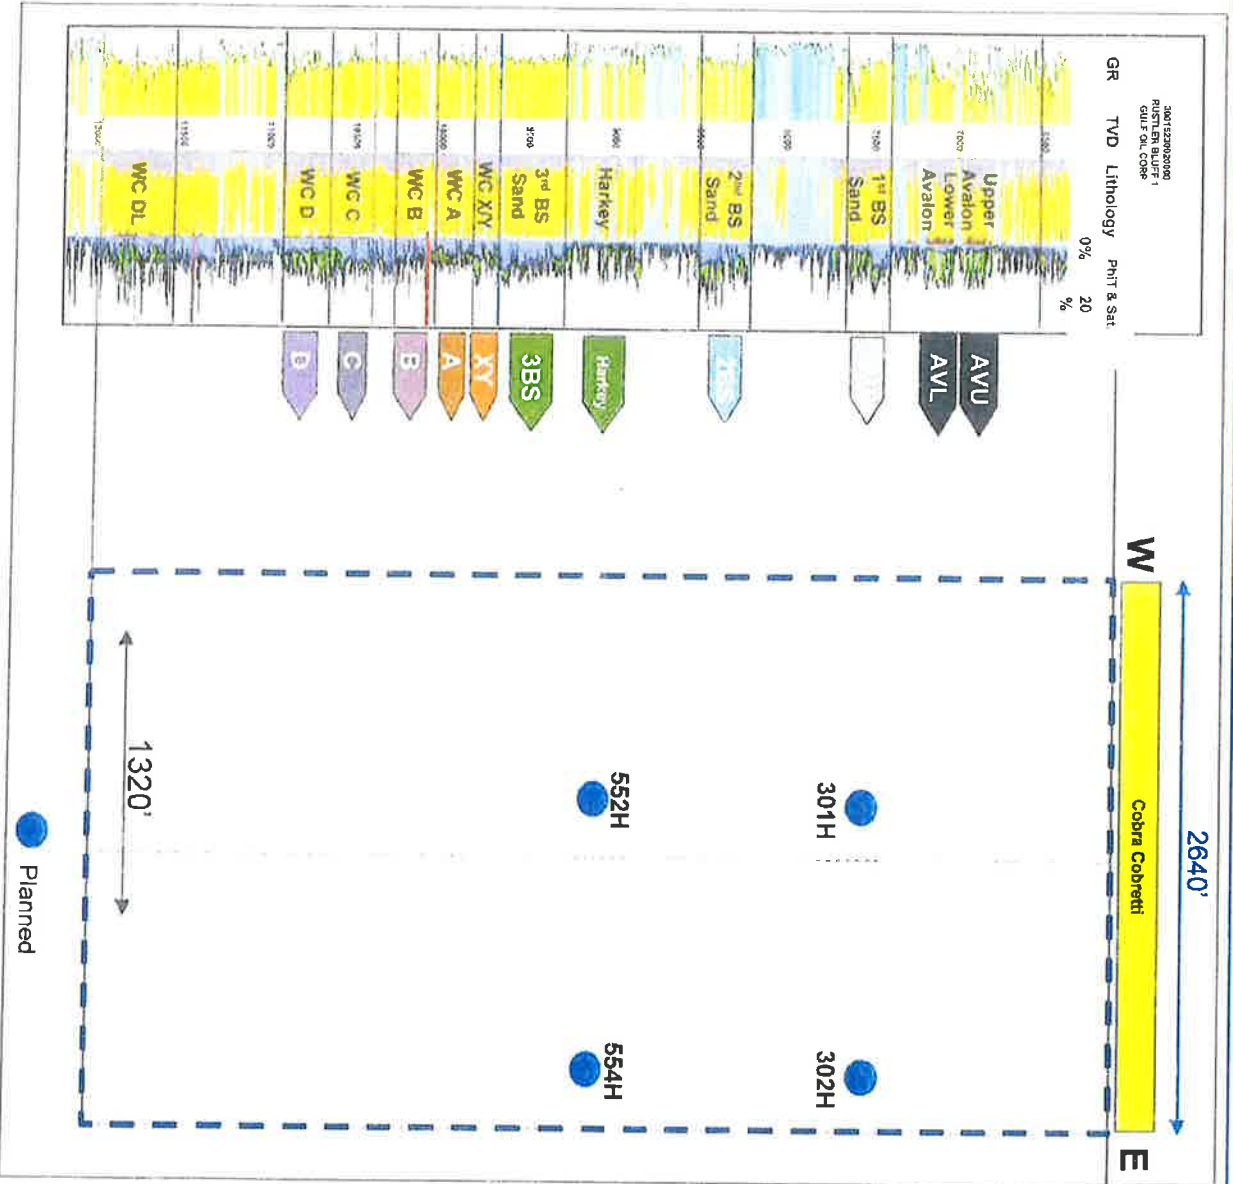 RUSTLER BLUFF 1
GULF OIL CORP
GR TVD Lithology PhiT & Sat.
0% 20
%
Upper
Avalon
Lower
Avalon
1st BS
Sand
2nd BS
Sand
Harkey
3rd BS
Sand
WC X/Y
WC A
WC B
WC C
WC D
WC DL
7000
AVU
AVL
2BS
Harkey
3BS
XY
A
B
C
D
2640'
W
Cobra Cobretti
E
301H
302H
552H
554H
1320'
Planned